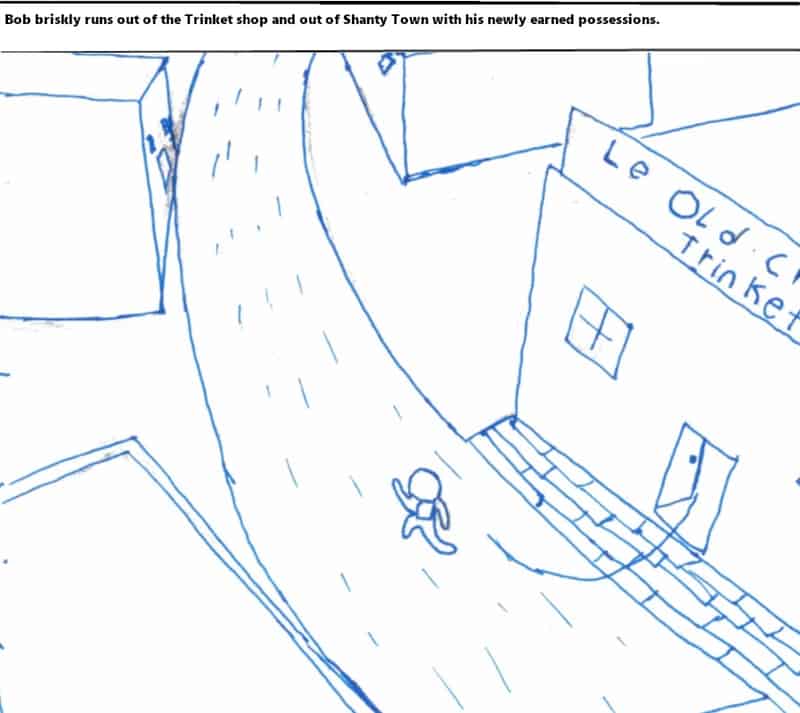 Bob briskly runs out of the Trinket shop and out of Shanty Town with his newly earned possessions.
Le OLd
Trinket